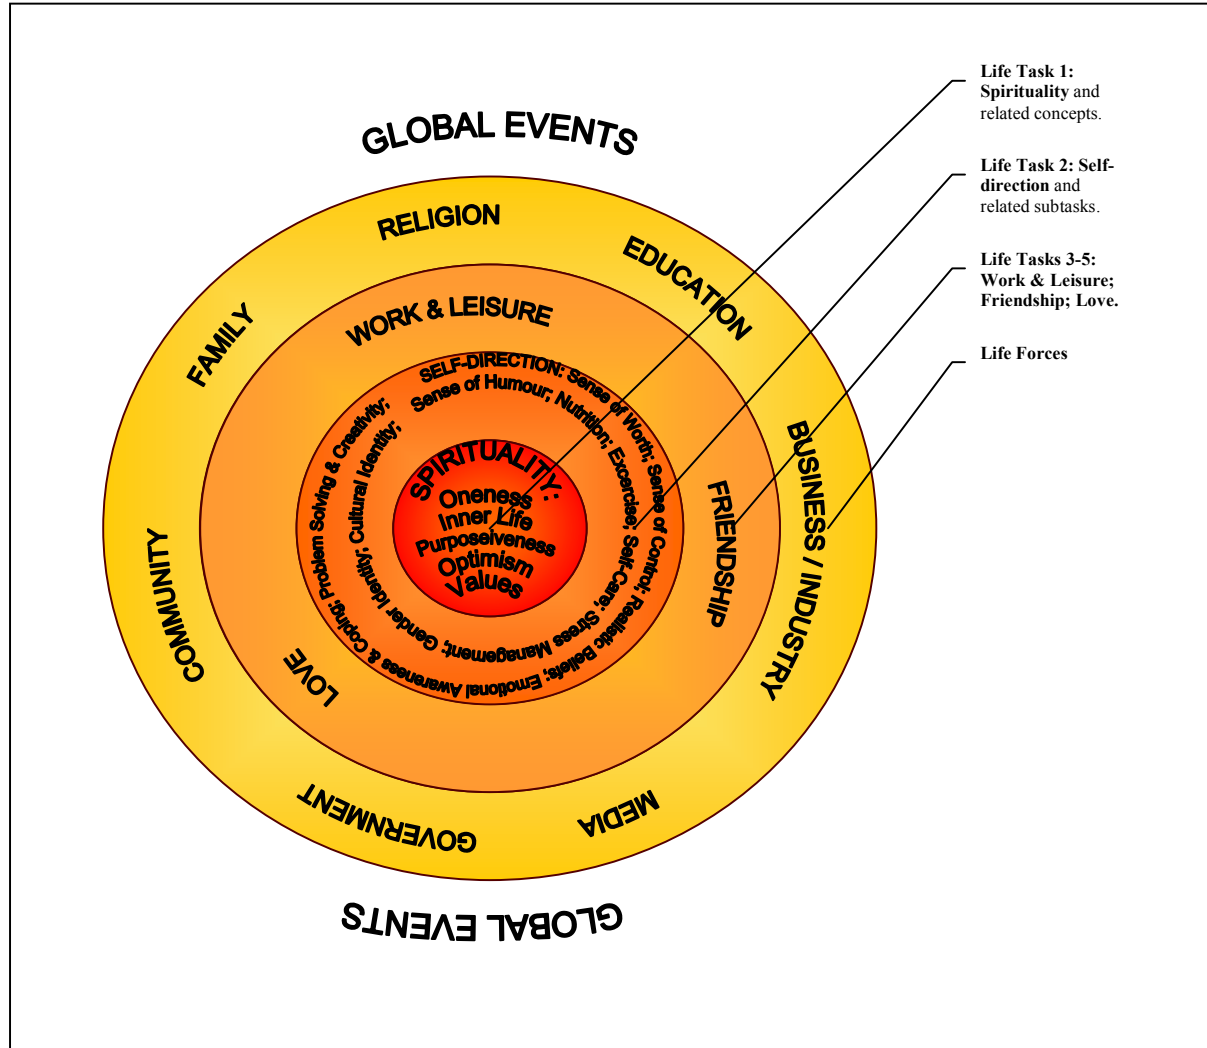 GLOBAL EVENTS
RELIGION
EDUCATION
FAMILY
BUSINESS / INDUSTRY
COMMUNITY
GOVERNMENT
MEDIA
WORK & LEISURE
FRIENDSHIP
LOVE
SELF-DIRECTION: Sense of Worth; Sense of Control; Realistic Beliefs; Emotional Awareness & Coping; Problem Solving & Creativity;
Sense of Humour; Nutrition; Excercise; Self-Care; Stress Management; Gender Identity; Cultural Identity;
SPIRITUALITY:
Oneness
Inner Life
Purposeiveness
Optimism
Values
GLOBAL EVENTS
Life Task 1:
Spirituality and
related concepts.
Life Task 2: Self-
direction and
related subtasks.
Life Tasks 3-5:
Work & Leisure;
Friendship; Love.
Life Forces